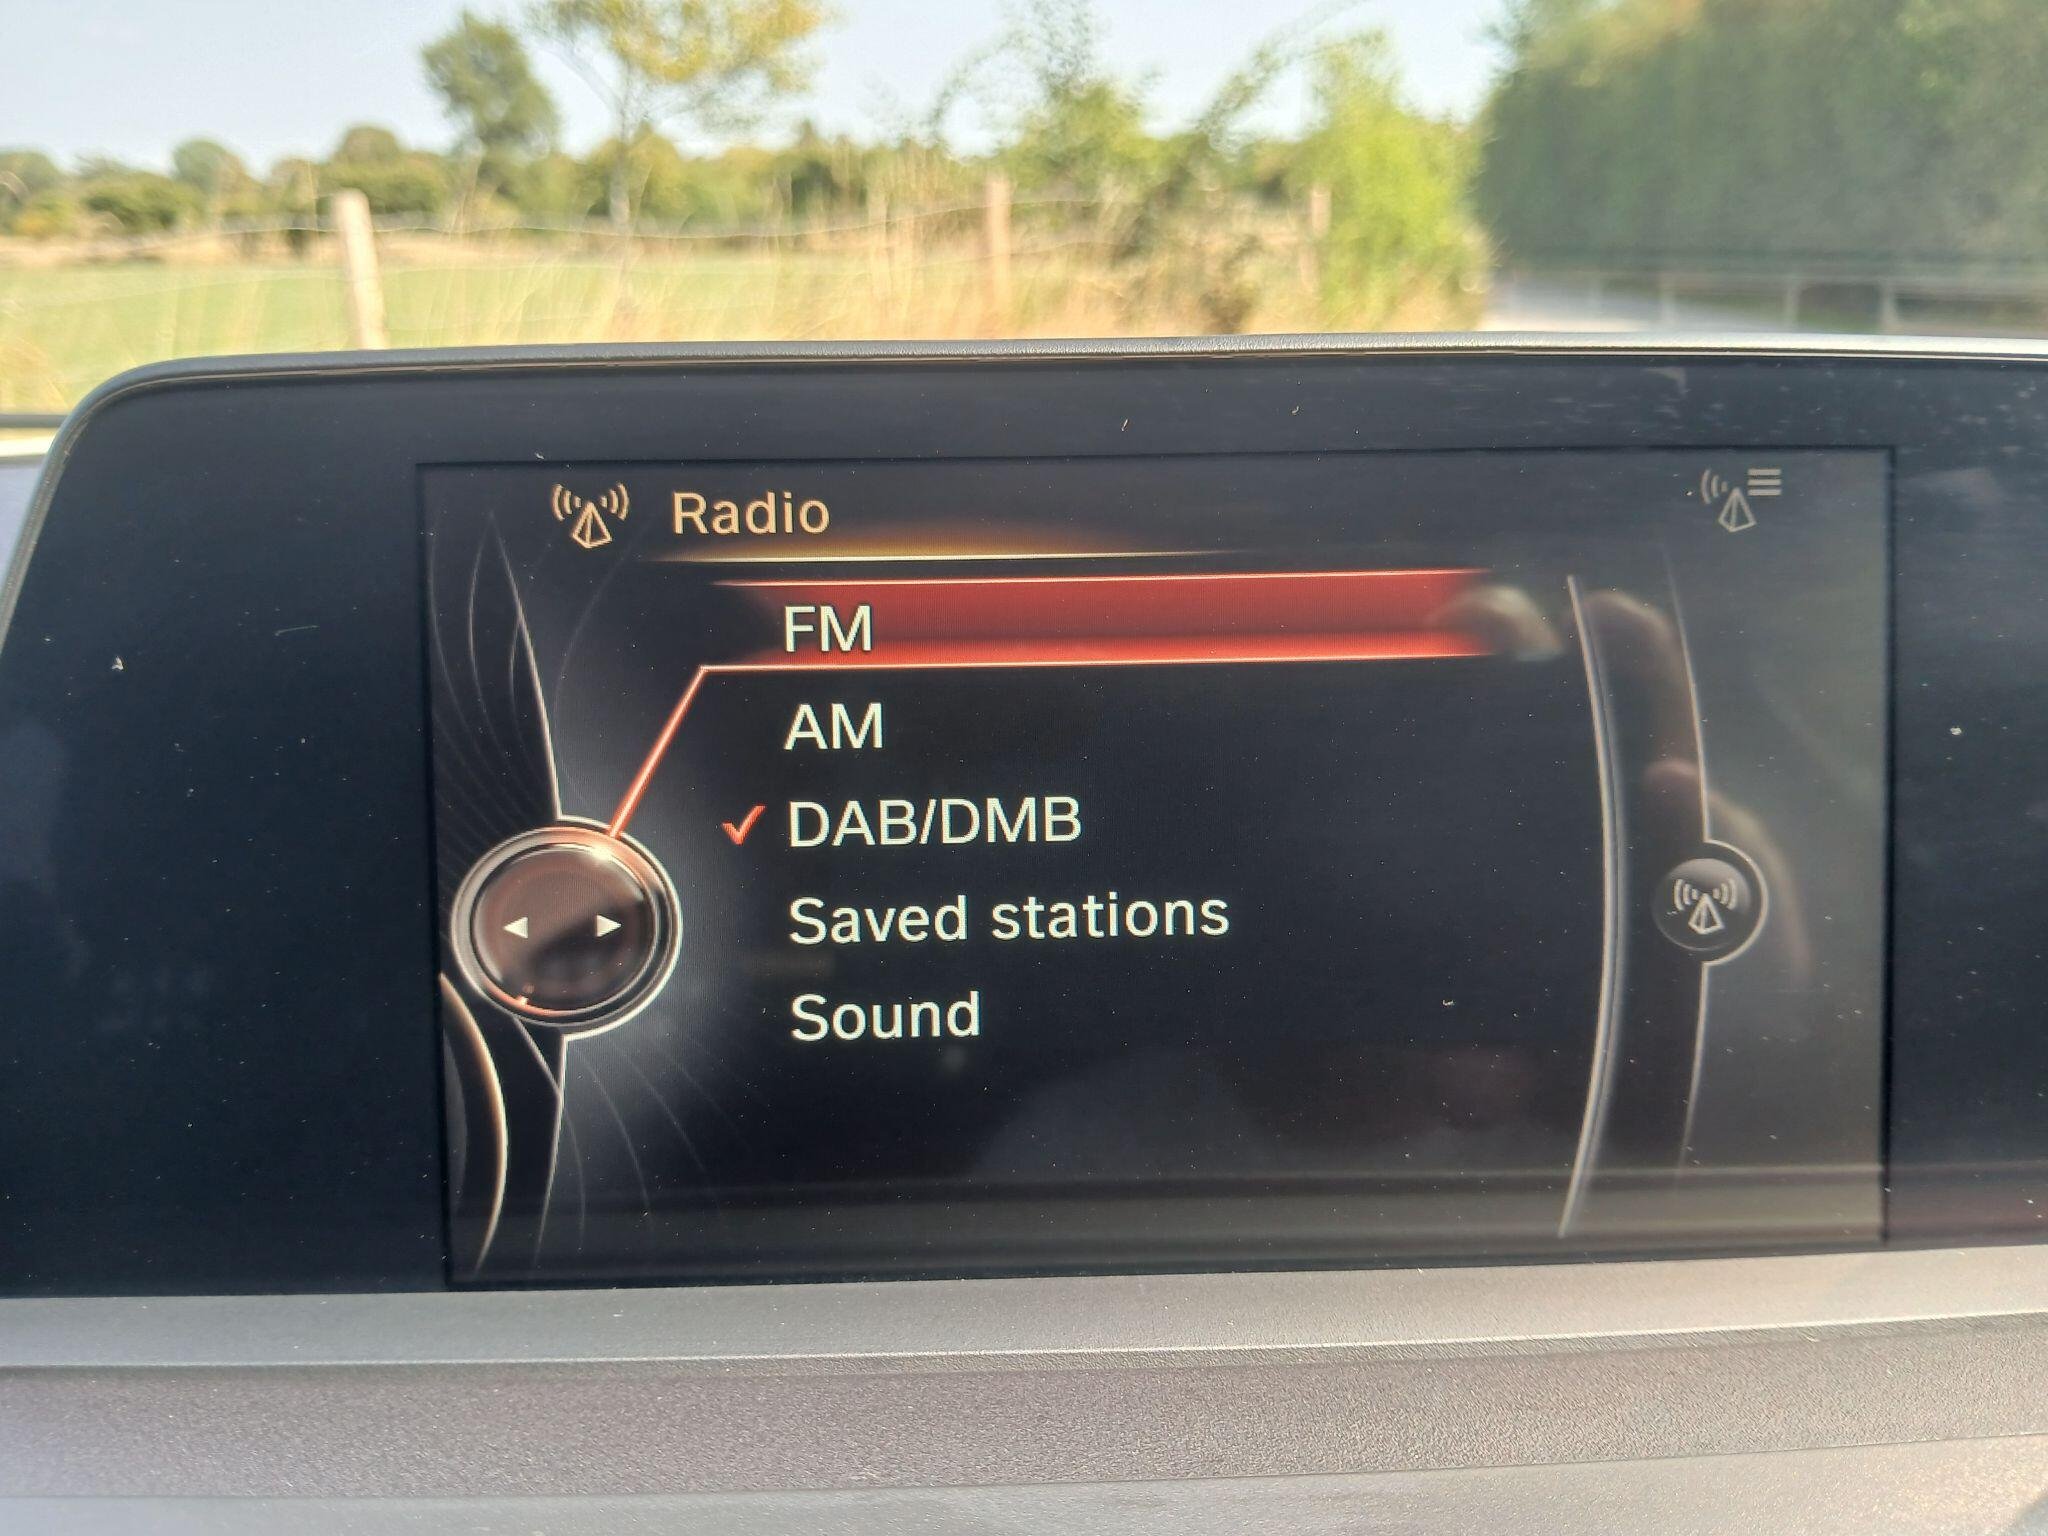 Radio
FM
AM
DAB/DMB
Saved stations
Sound